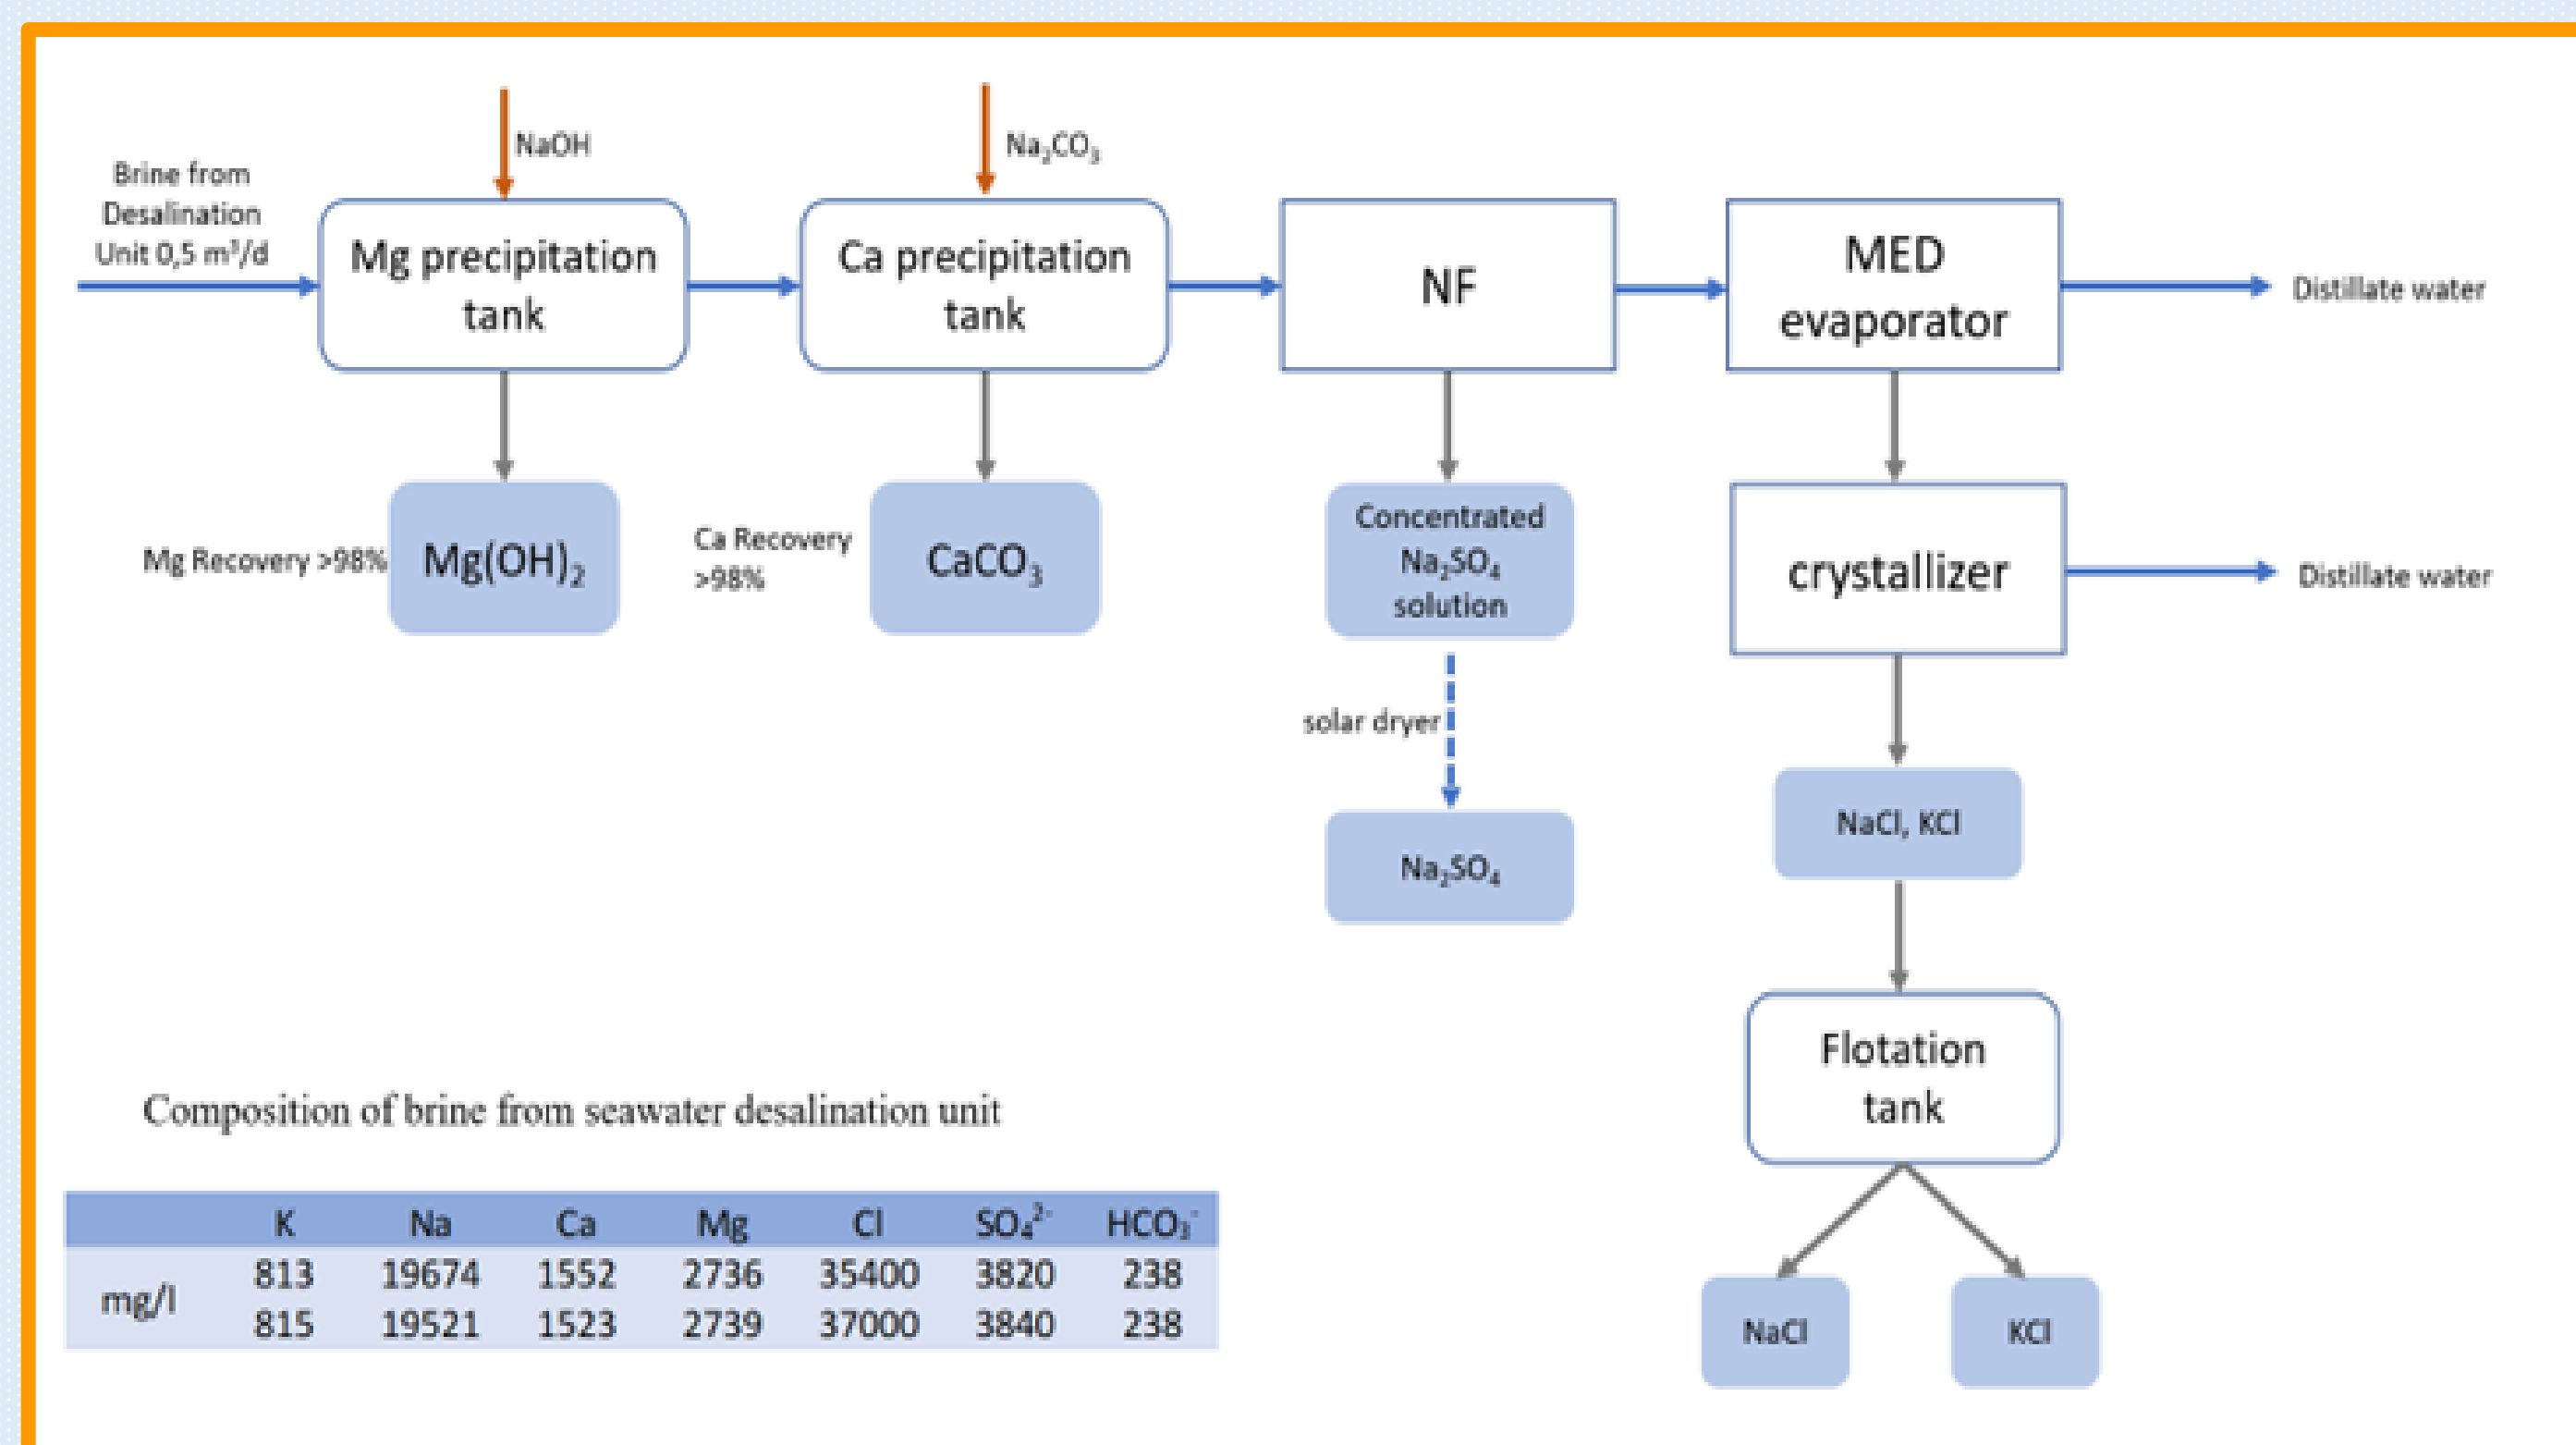 NaOH
Na₂CO₃
Brine from
Desalination
Unit 0,5 m³/d
Mg precipitation
tank
Ca precipitation
tank
NF
MED
evaporator
Distillate water
Mg Recovery >98%
Mg(OH)₂
Ca Recovery
>98%
CaCO₃
Concentrated
Na₂SO₄
solution
crystallizer
Distillate water
solar dryer
Na₂SO₄
NaCl, KCl
Flotation
tank
NaCl
KCl
Composition of brine from seawater desalination unit
K Na Ca Mg Cl SO₄²⁻ HCO₃⁻
mg/l
813 19674 1552 2736 35400 3820 238
815 19521 1523 2739 37000 3840 238